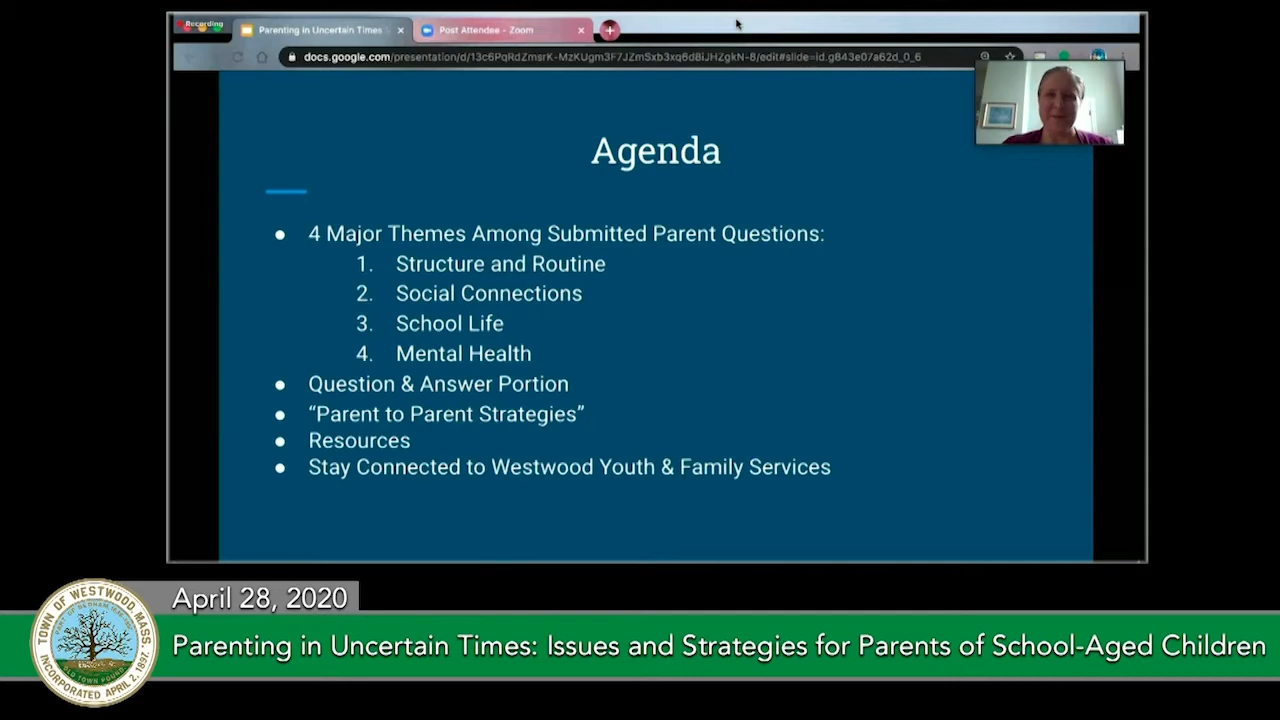 Recording
Parenting in Uncertain Times
Post Attendee - Zoom
docs.google.com/presentation/d/13c6PqRdZmsrK-MzKUgm3F7JZmSxb3xq6d8iJHZgkN-8/edit#slide=id.g843e07a62d_0_6
Agenda
● 4 Major Themes Among Submitted Parent Questions:
1. Structure and Routine
2. Social Connections
3. School Life
4. Mental Health
● Question & Answer Portion
● “Parent to Parent Strategies”
● Resources
● Stay Connected to Westwood Youth & Family Services
April 28, 2020
Parenting in Uncertain Times: Issues and Strategies for Parents of School-Aged Children
TOWN OF WESTWOOD, MASS.
INCORPORATED APRIL 2, 1897